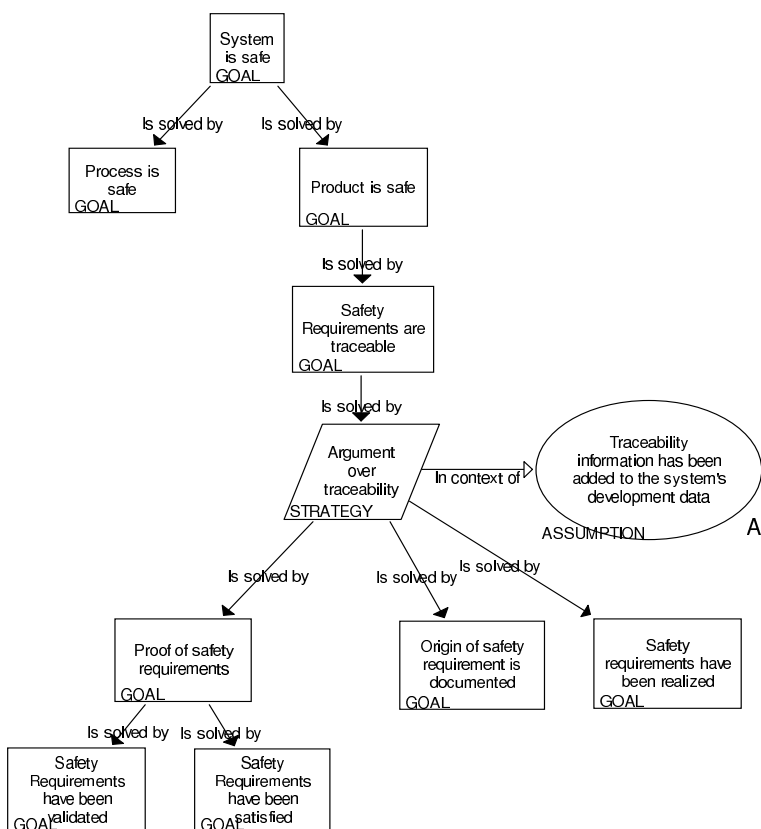 System
is safe
GOAL
Is solved by
Is solved by
Process is
safe
GOAL
Product is safe
GOAL
Is solved by
Safety
Requirements are
traceable
GOAL
Is solved by
Argument
over
traceability
STRATEGY
In context of
Traceability
information has been
added to the system's
development data
ASSUMPTION
A
Is solved by
Is solved by
Is solved by
Proof of safety
requirements
GOAL
Origin of safety
requirement is
documented
GOAL
Safety
requirements have
been realized
GOAL
Is solved by
Is solved by
Safety
Requirements
have been
validated
GOAL
Safety
Requirements
have been
satisfied
GOAL